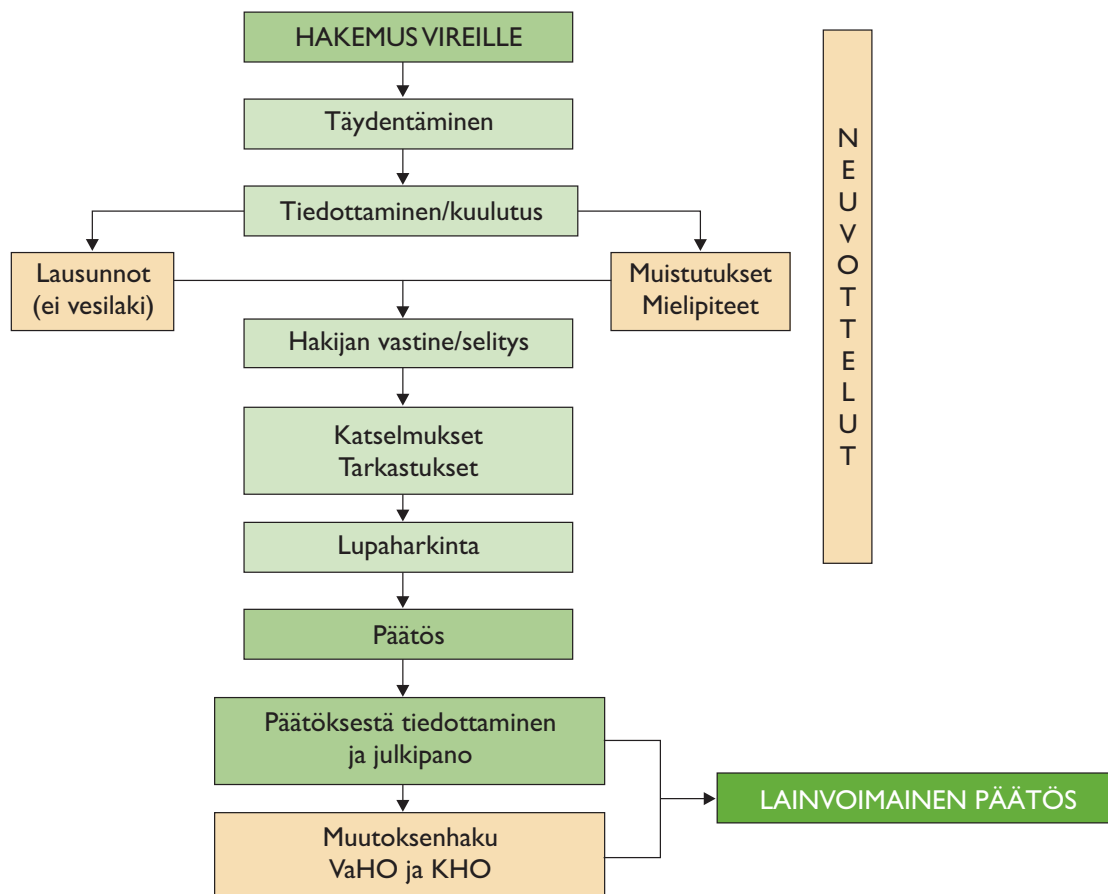 HAKEMUS VIREILLE
Täydentäminen
Tiedottaminen/kuulutus
Lausunnot
(ei vesilaki)
Muistutukset
Mielipiteet
Hakijan vastine/selitys
Katselmukset
Tarkastukset
Lupaharkinta
Päätös
Päätöksestä tiedottaminen
ja julkipano
Muutoksenhaku
VaHO ja KHO
LAINVOIMAINEN PÄÄTÖS
N
E
U
V
O
T
T
E
L
U
T